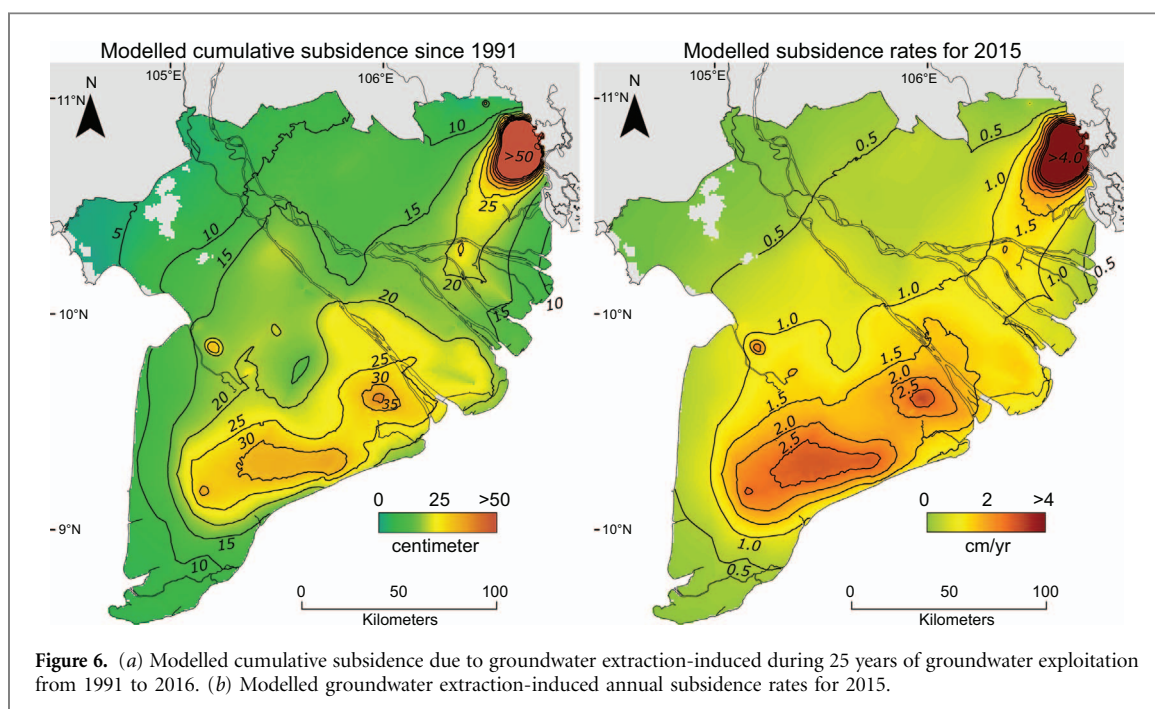 Modelled cumulative subsidence since 1991
105°E
106°E
N
11°N
10°N
9°N
10
>50
25
15
5
10
15
20
20
15
10
25
30
35
20
25
30
15
10
0 25 >50
centimeter
0 50 100
Kilometers
Modelled subsidence rates for 2015
105°E
106°E
N
11°N
10°N
10°N
0.5
>4.0
1.0
1.5
0.5
1.0
0.5
1.0
1.0
1.5
2.0
2.5
1.5
2.0
2.5
1.0
0.5
0 2 >4
cm/yr
0 50 100
Kilometers
Figure 6. (a) Modelled cumulative subsidence due to groundwater extraction-induced during 25 years of groundwater exploitation
from 1991 to 2016. (b) Modelled groundwater extraction-induced annual subsidence rates for 2015.